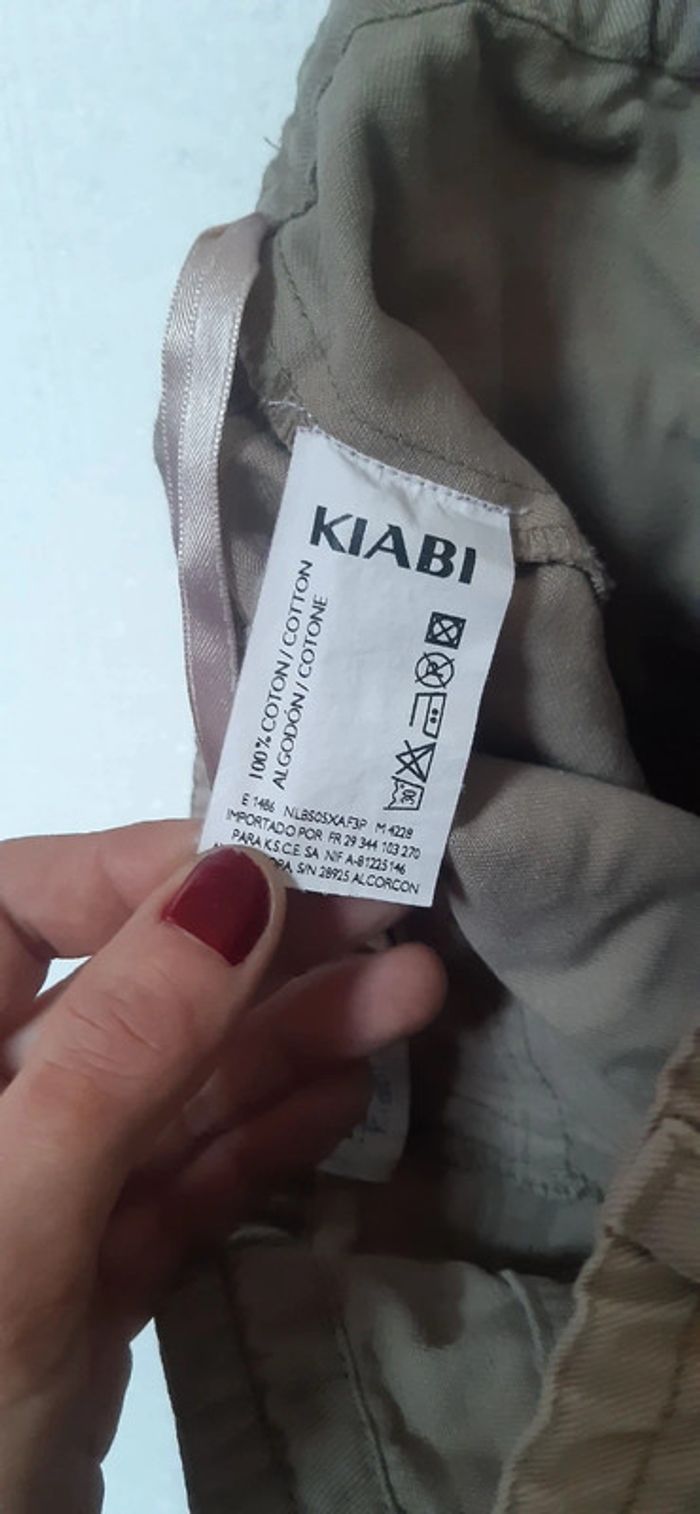 KIABI
100% COTON / COTTON
ALGODÓN / COTONE
30
E 1486 NLBS05XAF3P M 4228
IMPORTADO POR FR 29 344 103 270
PARA K.S.C.E. SA NIF A-81225146
S/N 28925 ALCORCON